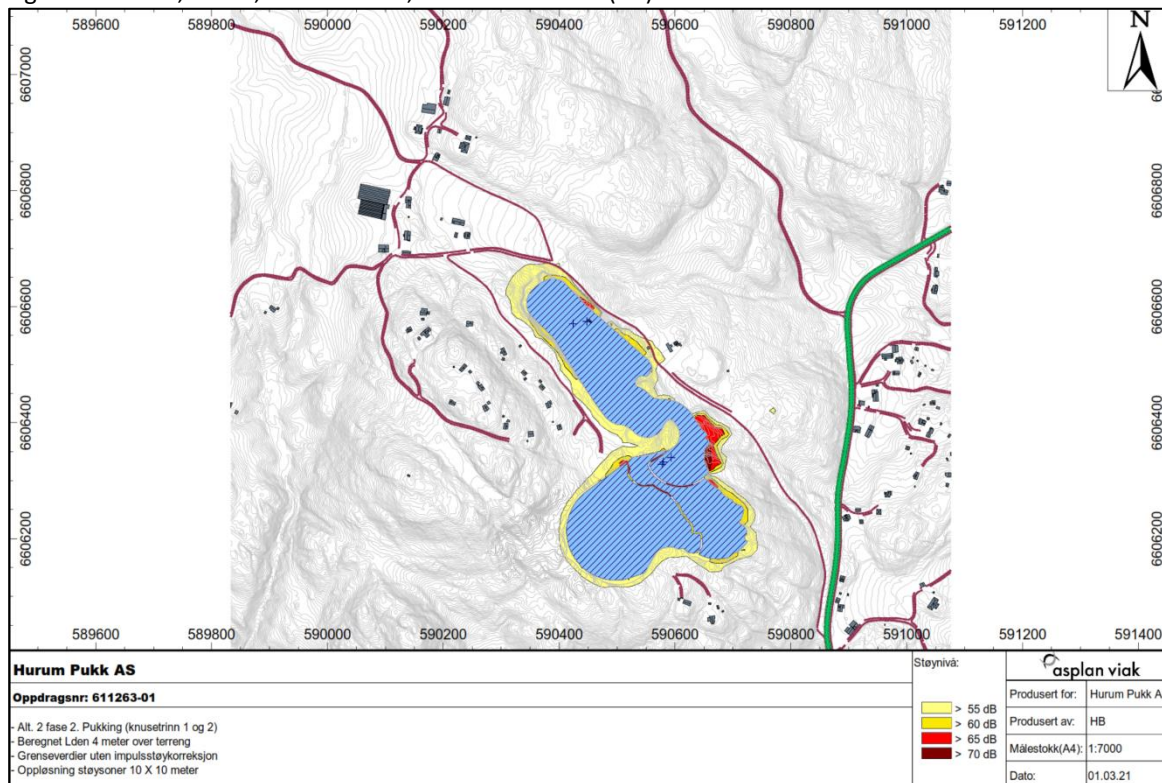 589600 589800 590000 590200 590400 590600 590800 591000 591200 591400
N
6607000
6606800 6606800
6606600 6606600
6606400 6606400
6606200 6606200
589600 589800 590000 590200 590400 590600 590800 591000 591200 591400
Hurum Pukk AS
Oppdragsnr: 611263-01
- Alt. 2 fase 2. Pukking (knusetrinn 1 og 2)
- Beregnet Lden 4 meter over terreng
- Grenseverdier uten impulsstøykorreksjon
- Oppløsning støysoner 10 X 10 meter
Støynivå:
> 55 dB
> 60 dB
> 65 dB
> 70 dB
asplan viak
Produsert for: Hurum Pukk A
Produsert av: HB
Målestokk(A4): 1:7000
Dato: 01.03.21